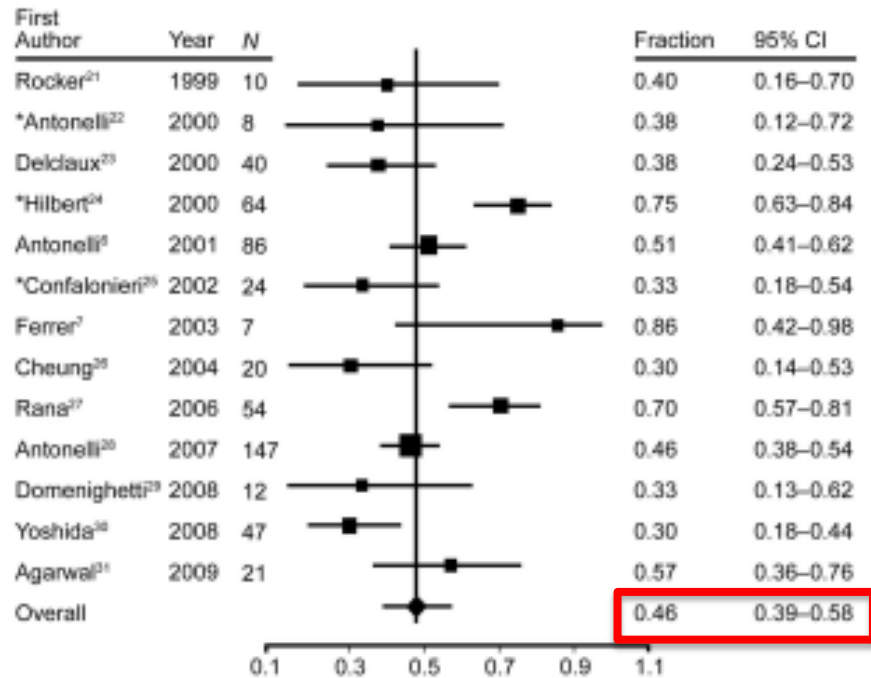 First
Author Year N Fraction 95% CI
Rocker²¹ 1999 10 0.40 0.16–0.70
*Antonelli²² 2000 8 0.38 0.12–0.72
Delclaux²³ 2000 40 0.38 0.24–0.53
*Hilbert²⁴ 2000 64 0.75 0.63–0.84
Antonelli⁶ 2001 86 0.51 0.41–0.62
*Confalonieri²⁵ 2002 24 0.33 0.18–0.54
Ferrer⁷ 2003 7 0.86 0.42–0.98
Cheung²⁶ 2004 20 0.30 0.14–0.53
Rana²⁷ 2006 54 0.70 0.57–0.81
Antonelli²⁸ 2007 147 0.46 0.38–0.54
Domenighetti²⁹ 2008 12 0.33 0.13–0.62
Yoshida³⁰ 2008 47 0.30 0.18–0.44
Agarwal³¹ 2009 21 0.57 0.36–0.76
Overall 0.46 0.39–0.58
0.1 0.3 0.5 0.7 0.9 1.1